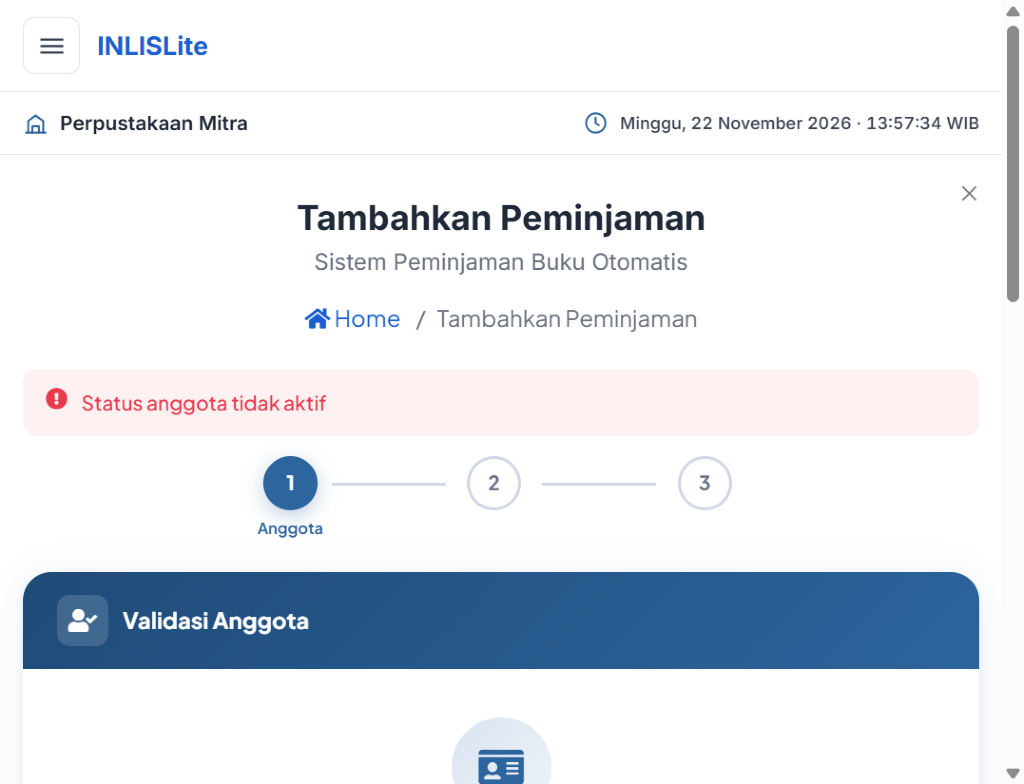 INLISLite
Perpustakaan Mitra
Minggu, 22 November 2026 · 13:57:34 WIB
Tambahkan Peminjaman
Sistem Peminjaman Buku Otomatis
Home / Tambahkan Peminjaman
Status anggota tidak aktif
1
2
3
Anggota
Validasi Anggota